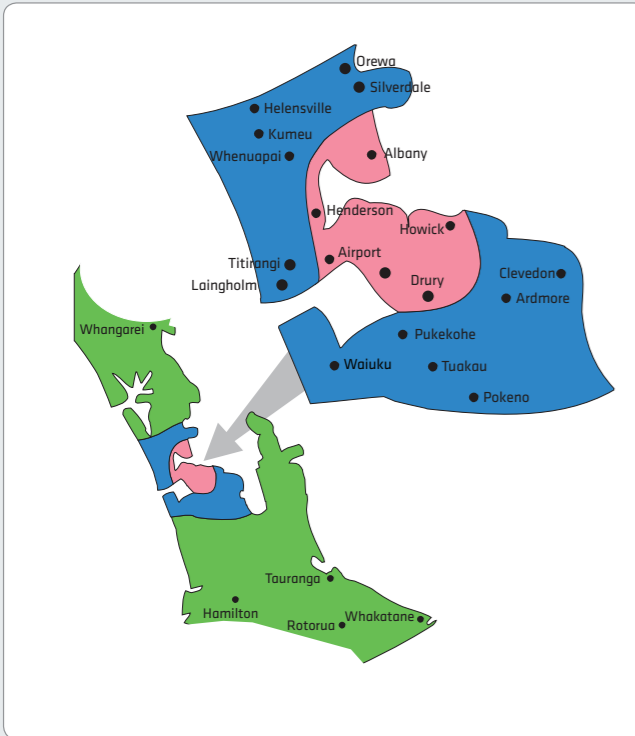 Orewa
Silverdale
Helensville
Kumeu
Whenuapai
Albany
Henderson
Howick
Airport
Titirangi
Clevedon
Laingholm
Drury
Ardmore
Whangarei
Pukekohe
Waiuku
Tuakau
Pokeno
Tauranga
Hamilton
Whakatane
Rotorua